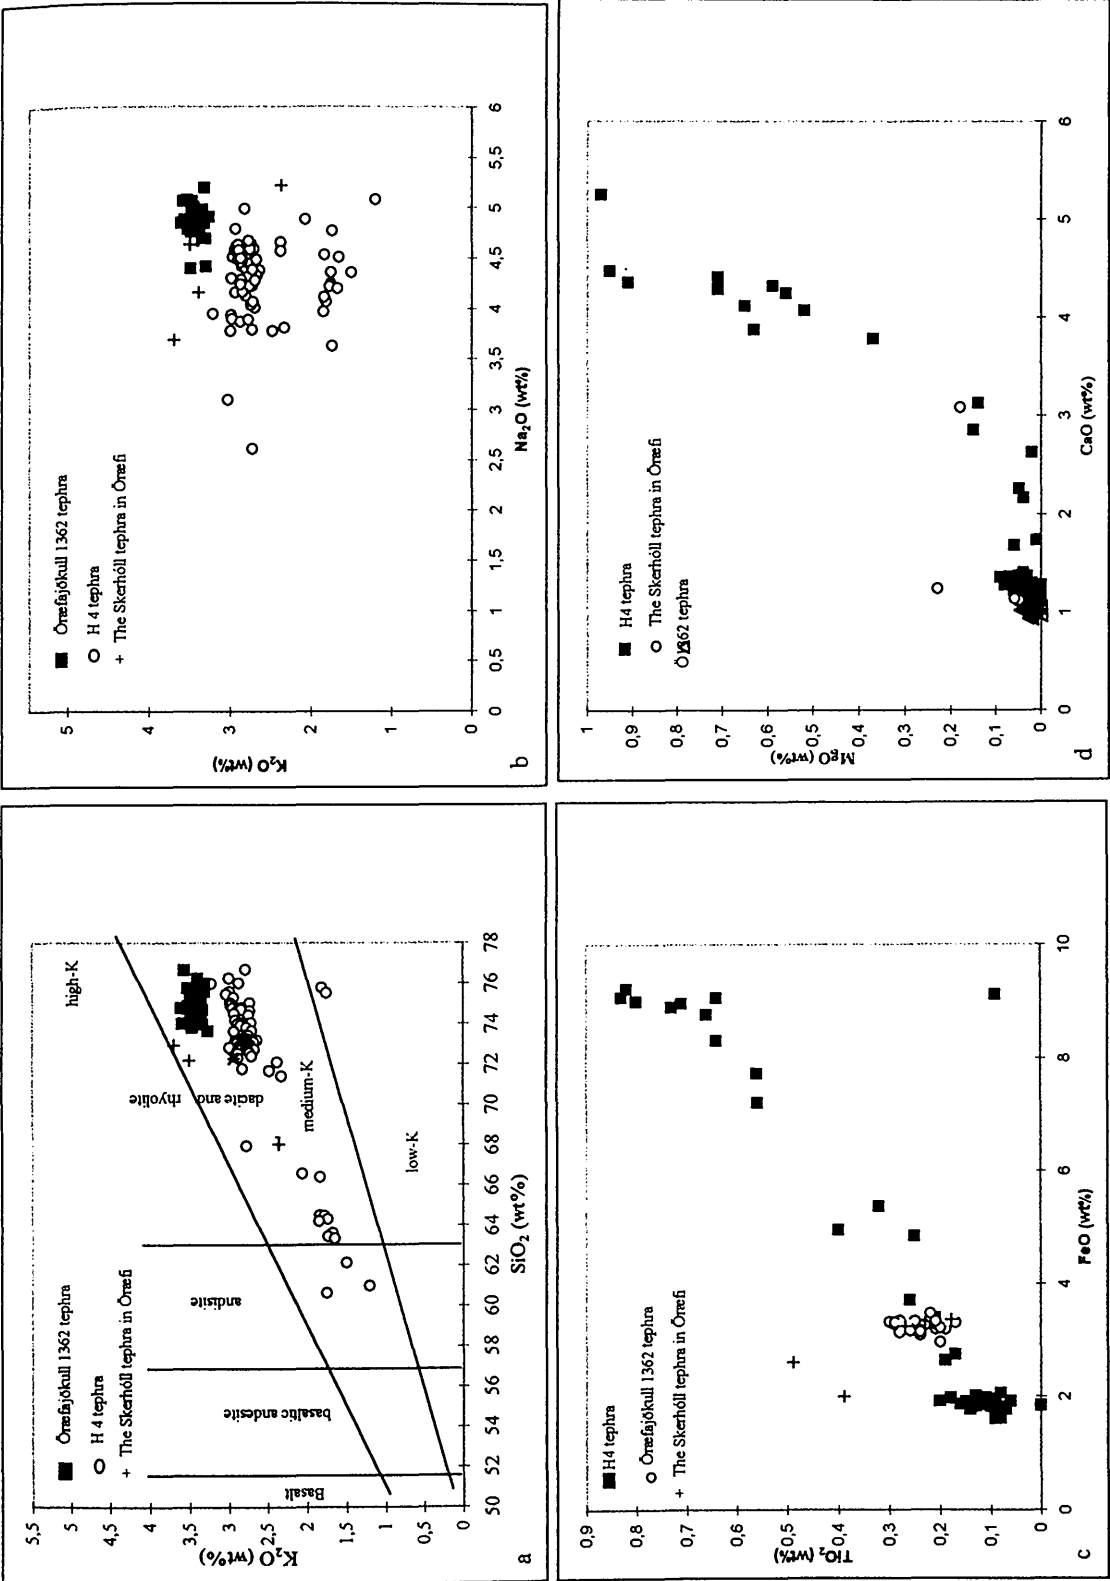 5,5
5
4,5
4
3,5
3
2,5
2
1,5
1
0,5
0
K₂O (wt%)
50
52
54
56
58
60
62
64
66
68
70
72
74
76
78
SiO₂ (wt%)
Öræfajökull 1362 tephra
H 4 tephra
The Skerhóll tephra in Öræfi
high-K
medium-K
low-K
Basalt
basaltic andesite
andisite
dacite and
rhyolite
a
5
4
3
2
1
0
K₂O (wt%)
0
0,5
1
1,5
2
2,5
3
3,5
4
4,5
5
5,5
6
Na₂O (wt%)
Öræfajökull 1362 tephra
H 4 tephra
The Skerhóll tephra in Öræfi
b
0,9
0,8
0,7
0,6
0,5
0,4
0,3
0,2
0,1
0
TiO₂ (wt%)
0
2
4
6
8
10
FeO (wt%)
H4 tephra
Öræfajökull 1362 tephra
The Skerhóll tephra in Öræfi
c
1
0,9
0,8
0,7
0,6
0,5
0,4
0,3
0,2
0,1
0
MgO (wt%)
0
1
2
3
4
5
6
CaO (wt%)
H4 tephra
The Skerhóll tephra in Öræfi
tephra
d